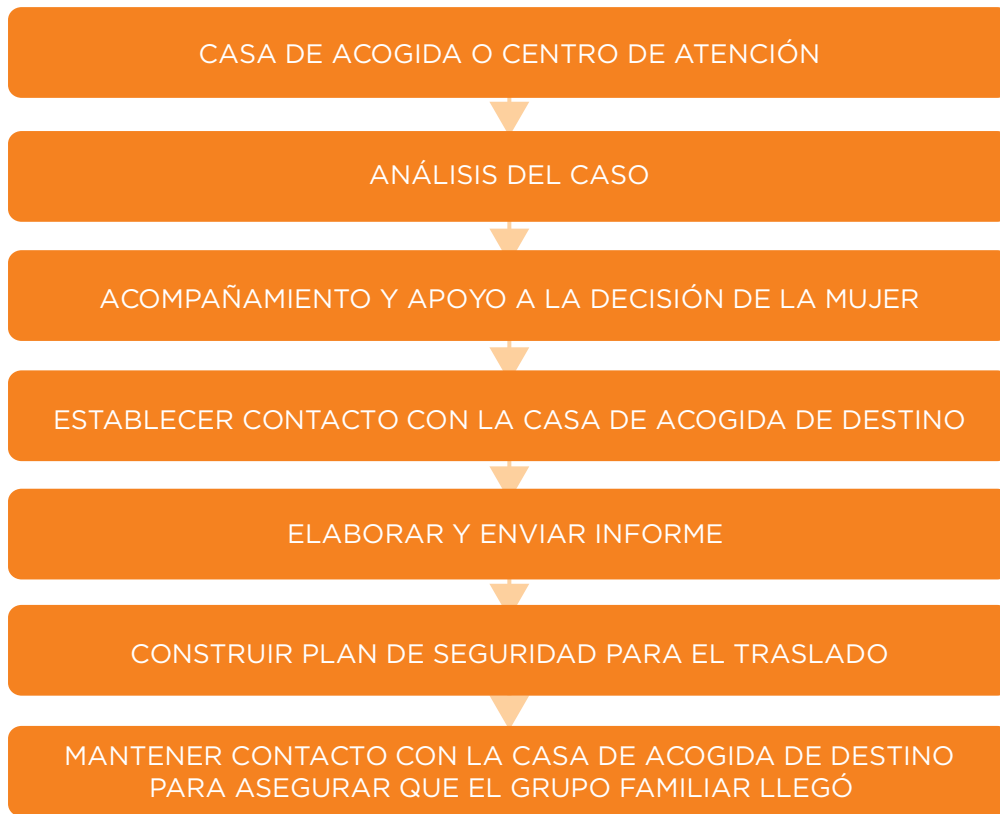 CASA DE ACOGIDA O CENTRO DE ATENCIÓN
ANÁLISIS DEL CASO
ACOMPAÑAMIENTO Y APOYO A LA DECISIÓN DE LA MUJER
ESTABLECER CONTACTO CON LA CASA DE ACOGIDA DE DESTINO
ELABORAR Y ENVIAR INFORME
CONSTRUIR PLAN DE SEGURIDAD PARA EL TRASLADO
MANTENER CONTACTO CON LA CASA DE ACOGIDA DE DESTINO
PARA ASEGURAR QUE EL GRUPO FAMILIAR LLEGÓ